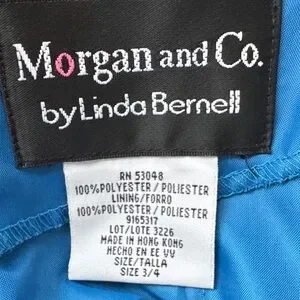 Morgan and Co.
by Linda Bernell
RN 53048
100%POLYESTER / POLIESTER
LINING/FORRO
100%POLYESTER / POLIESTER
9165317
LOT/LOTE 3226
MADE IN HONG KONG
HECHO EN EE VV
SIZE/TALLA
SIZE 3/4